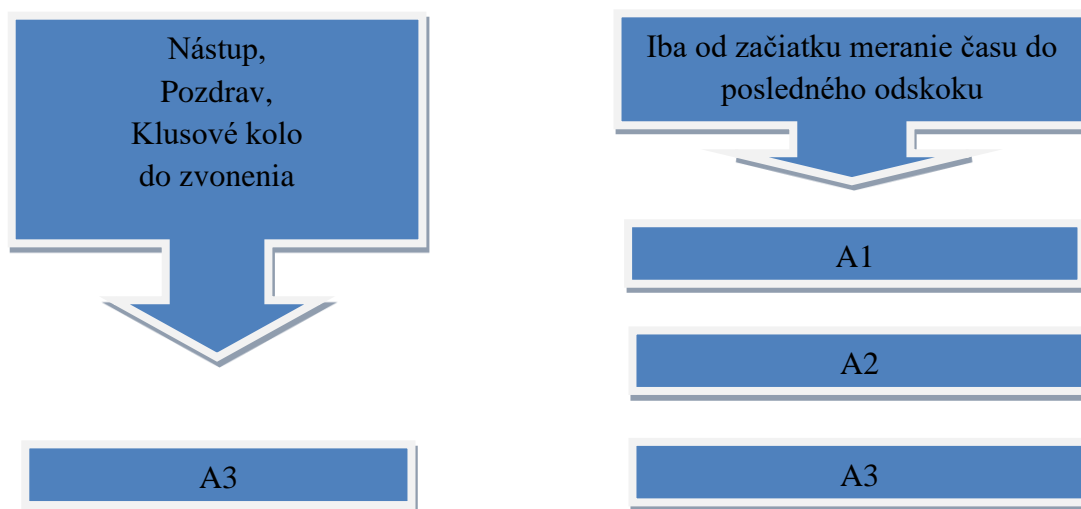 Nástup,
Pozdrav,
Klusové kolo
do zvonenia
A3
Iba od začiatku meranie času do
posledného odskoku
A1
A2
A3